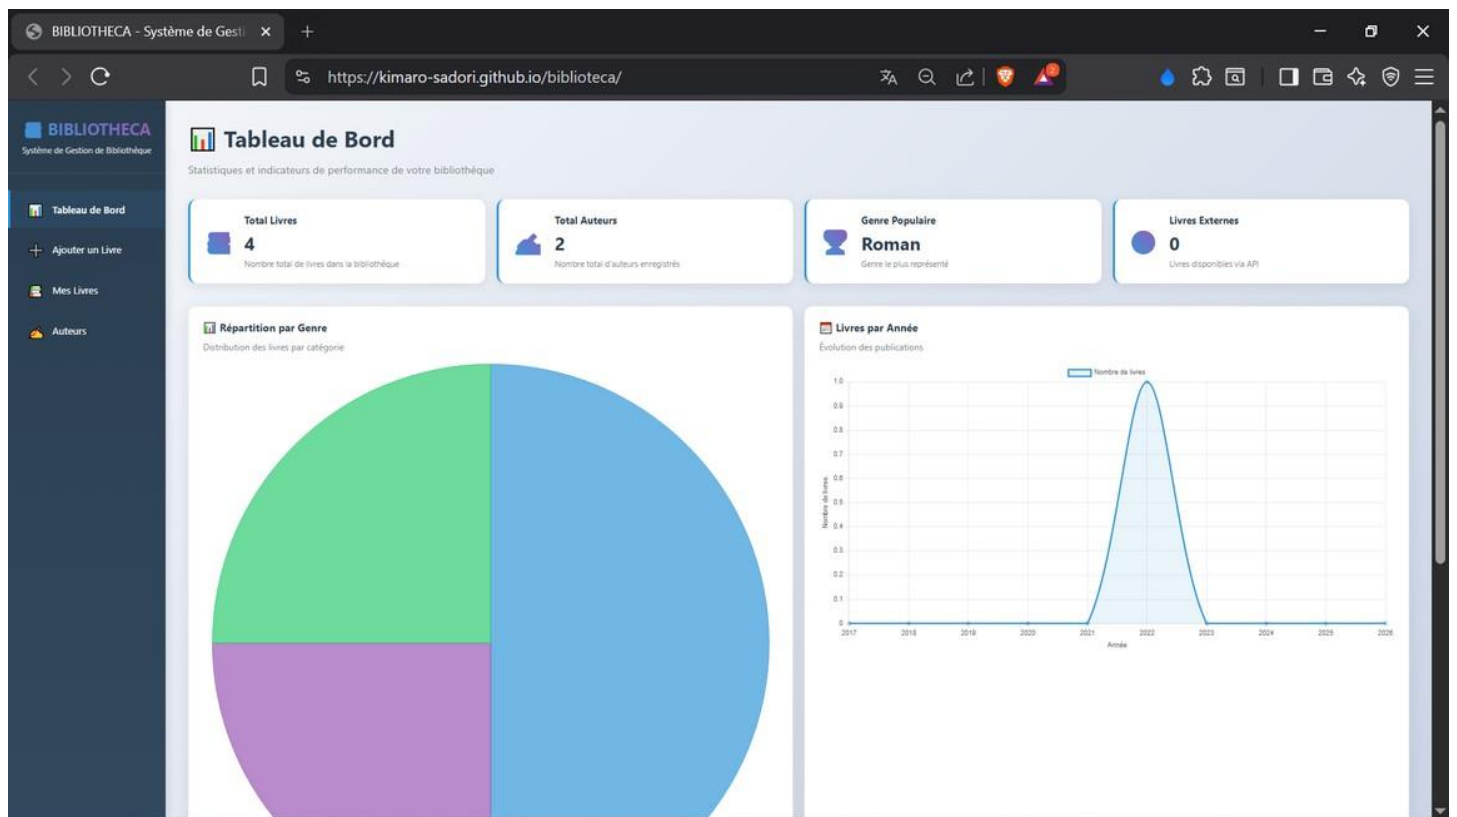 BIBLIOTHECA - Système de Gesti
https://kimaro-sadori.github.io/biblioteca/
2
BIBLIOTHECA
Système de Gestion de Bibliothèque
Tableau de Bord
Ajouter un Livre
Mes Livres
Auteurs
Tableau de Bord
Statistiques et indicateurs de performance de votre bibliothèque
Total Livres
4
Nombre total de livres dans la bibliothèque
Total Auteurs
2
Nombre total d'auteurs enregistrés
Genre Populaire
Roman
Genre le plus représenté
Livres Externes
0
Livres disponibles via API
Répartition par Genre
Distribution des livres par catégorie
Livres par Année
Évolution des publications
Nombre de livres
1.0
0.9
0.8
0.7
0.6
0.5
0.4
0.3
0.2
0.1
0
Nombre de livres
2017 2018 2019 2020 2021 2022 2023 2024 2025 2026
Année